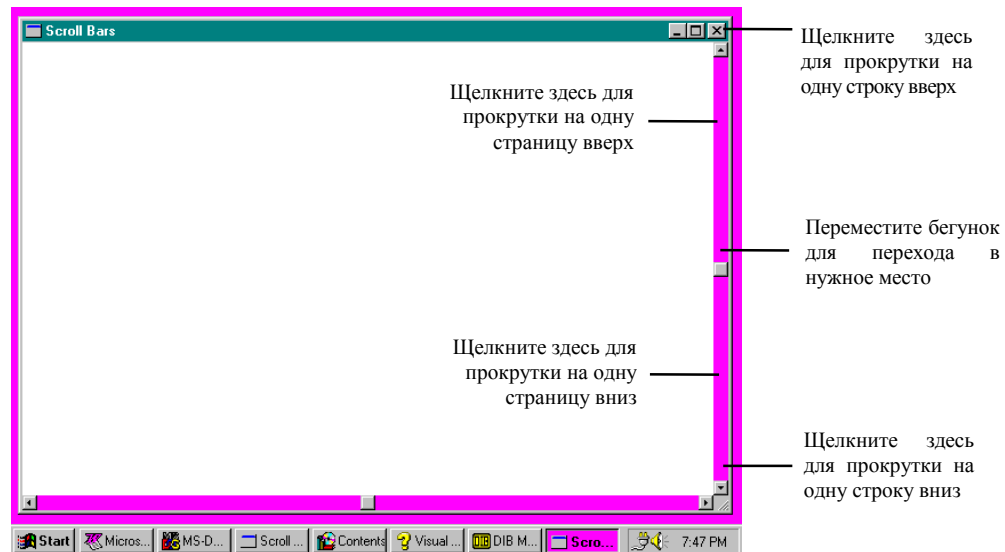 Scroll Bars
Щелкните здесь
для прокрутки на
одну строку вверх
Щелкните здесь для
прокрутки на одну
страницу вверх
Переместите бегунок
для перехода в
нужное место
Щелкните здесь для
прокрутки на одну
страницу вниз
Щелкните здесь
для прокрутки на
одну строку вниз
Start Micros... MS-D... Scroll ... Contents Visual ... DIB DIB M... Scro... 7:47 PM